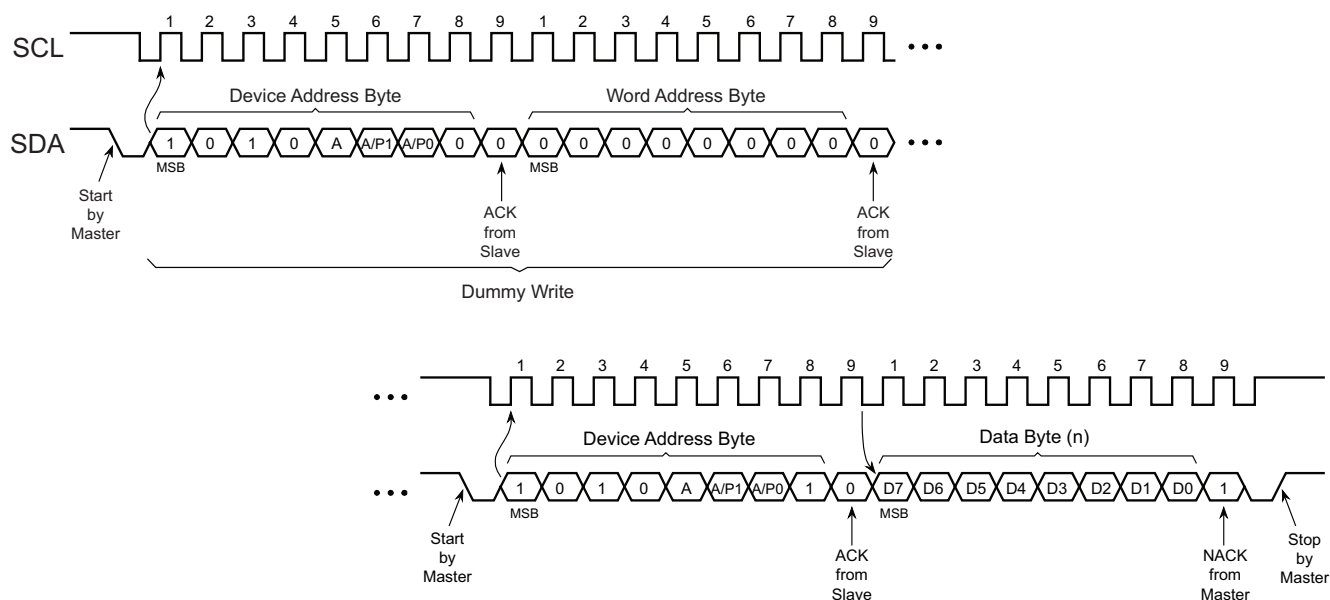 1 2 3 4 5 6 7 8 9 1 2 3 4 5 6 7 8 9
SCL
Device Address Byte Word Address Byte
SDA 1 0 1 0 A A/P1 A/P0 0 0 0 0 0 0 0 0 0 0 0
MSB MSB
Start
by
Master
ACK
from
Slave
ACK
from
Slave
Dummy Write
1 2 3 4 5 6 7 8 9 1 2 3 4 5 6 7 8 9
Device Address Byte Data Byte (n)
1 0 1 0 A A/P1 A/P0 1 0 D7 D6 D5 D4 D3 D2 D1 D0 1
MSB MSB
Start
by
Master
ACK
from
Slave
NACK
from
Master
Stop
by
Master